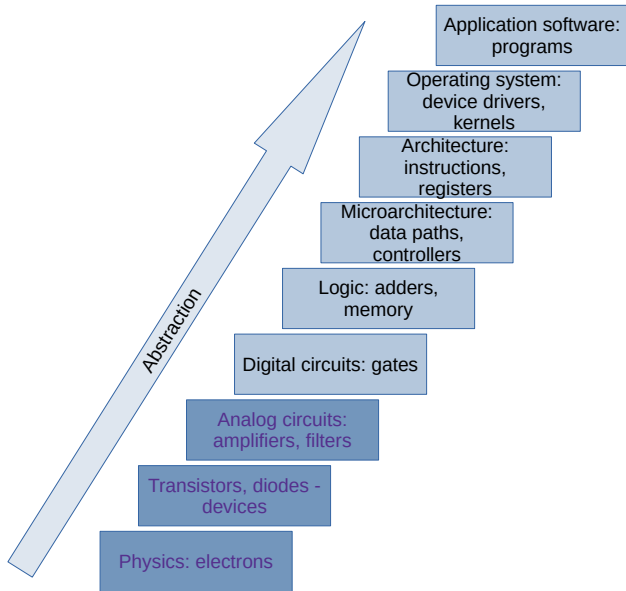 Application software:
programs
Operating system:
device drivers,
kernels
Architecture:
instructions,
registers
Microarchitecture:
data paths,
controllers
Logic: adders,
memory
Abstraction
Digital circuits: gates
Analog circuits:
amplifiers, filters
Transistors, diodes -
devices
Physics: electrons